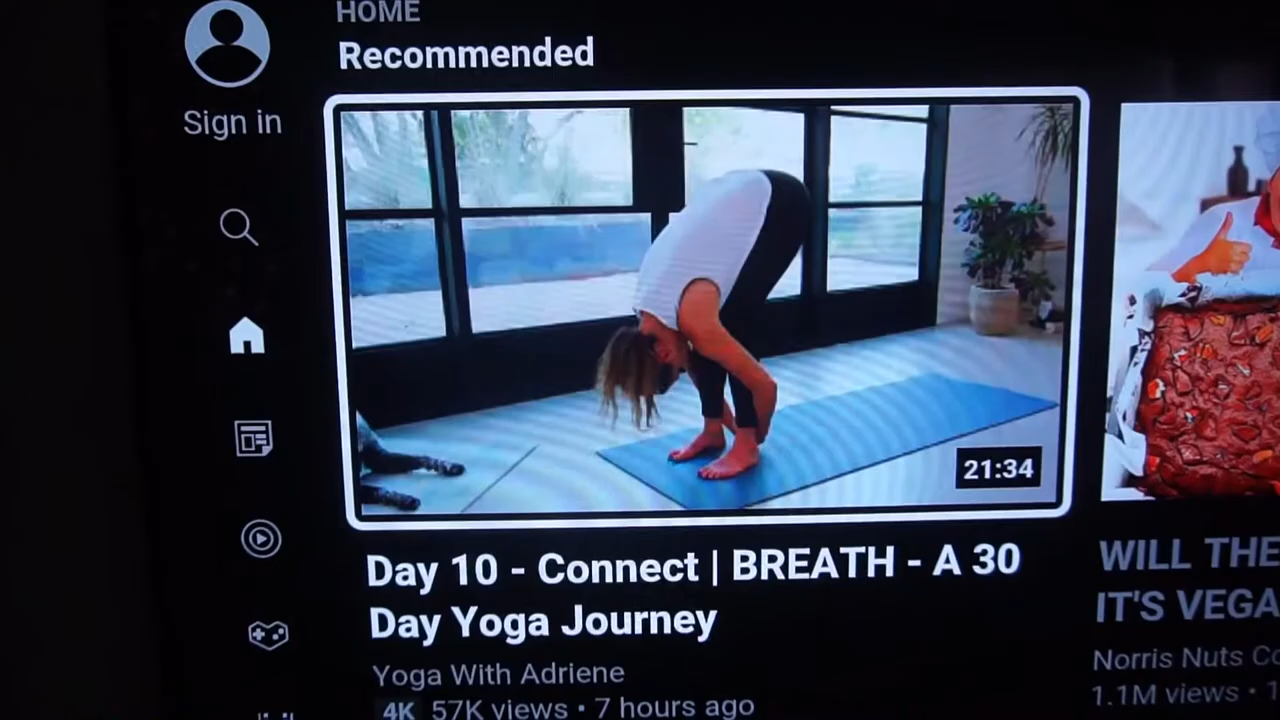 HOME
Recommended
Sign in
21:34
Day 10 - Connect | BREATH - A 30
Day Yoga Journey
Yoga With Adriene
4K 57K views • 7 hours ago
WILL THE
IT'S VEGA
Norris Nuts Co
1.1M views • 1